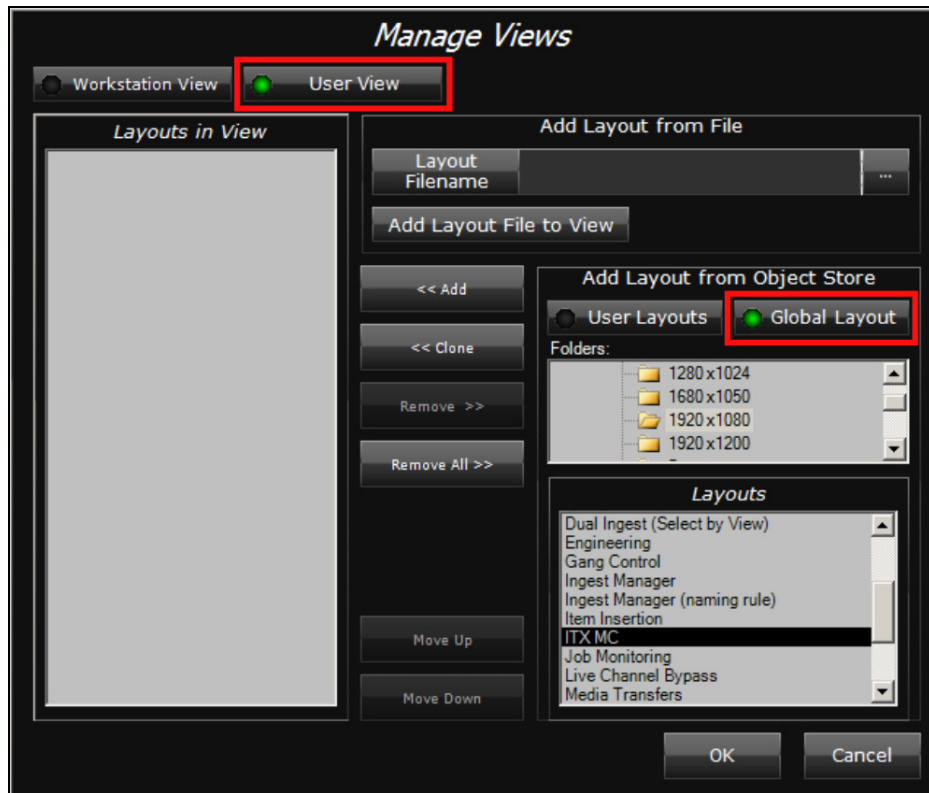 Manage Views
Workstation View
User View
Layouts in View
Add Layout from File
Layout
Filename
...
Add Layout File to View
<< Add
<< Clone
Remove >>
Remove All >>
Move Up
Move Down
Add Layout from Object Store
User Layouts
Global Layout
Folders:
1280x1024
1680x1050
1920x1080
1920x1200
Layouts
Dual Ingest (Select by View)
Engineering
Gang Control
Ingest Manager
Ingest Manager (naming rule)
Item Insertion
ITX MC
Job Monitoring
Live Channel Bypass
Media Transfers
OK
Cancel